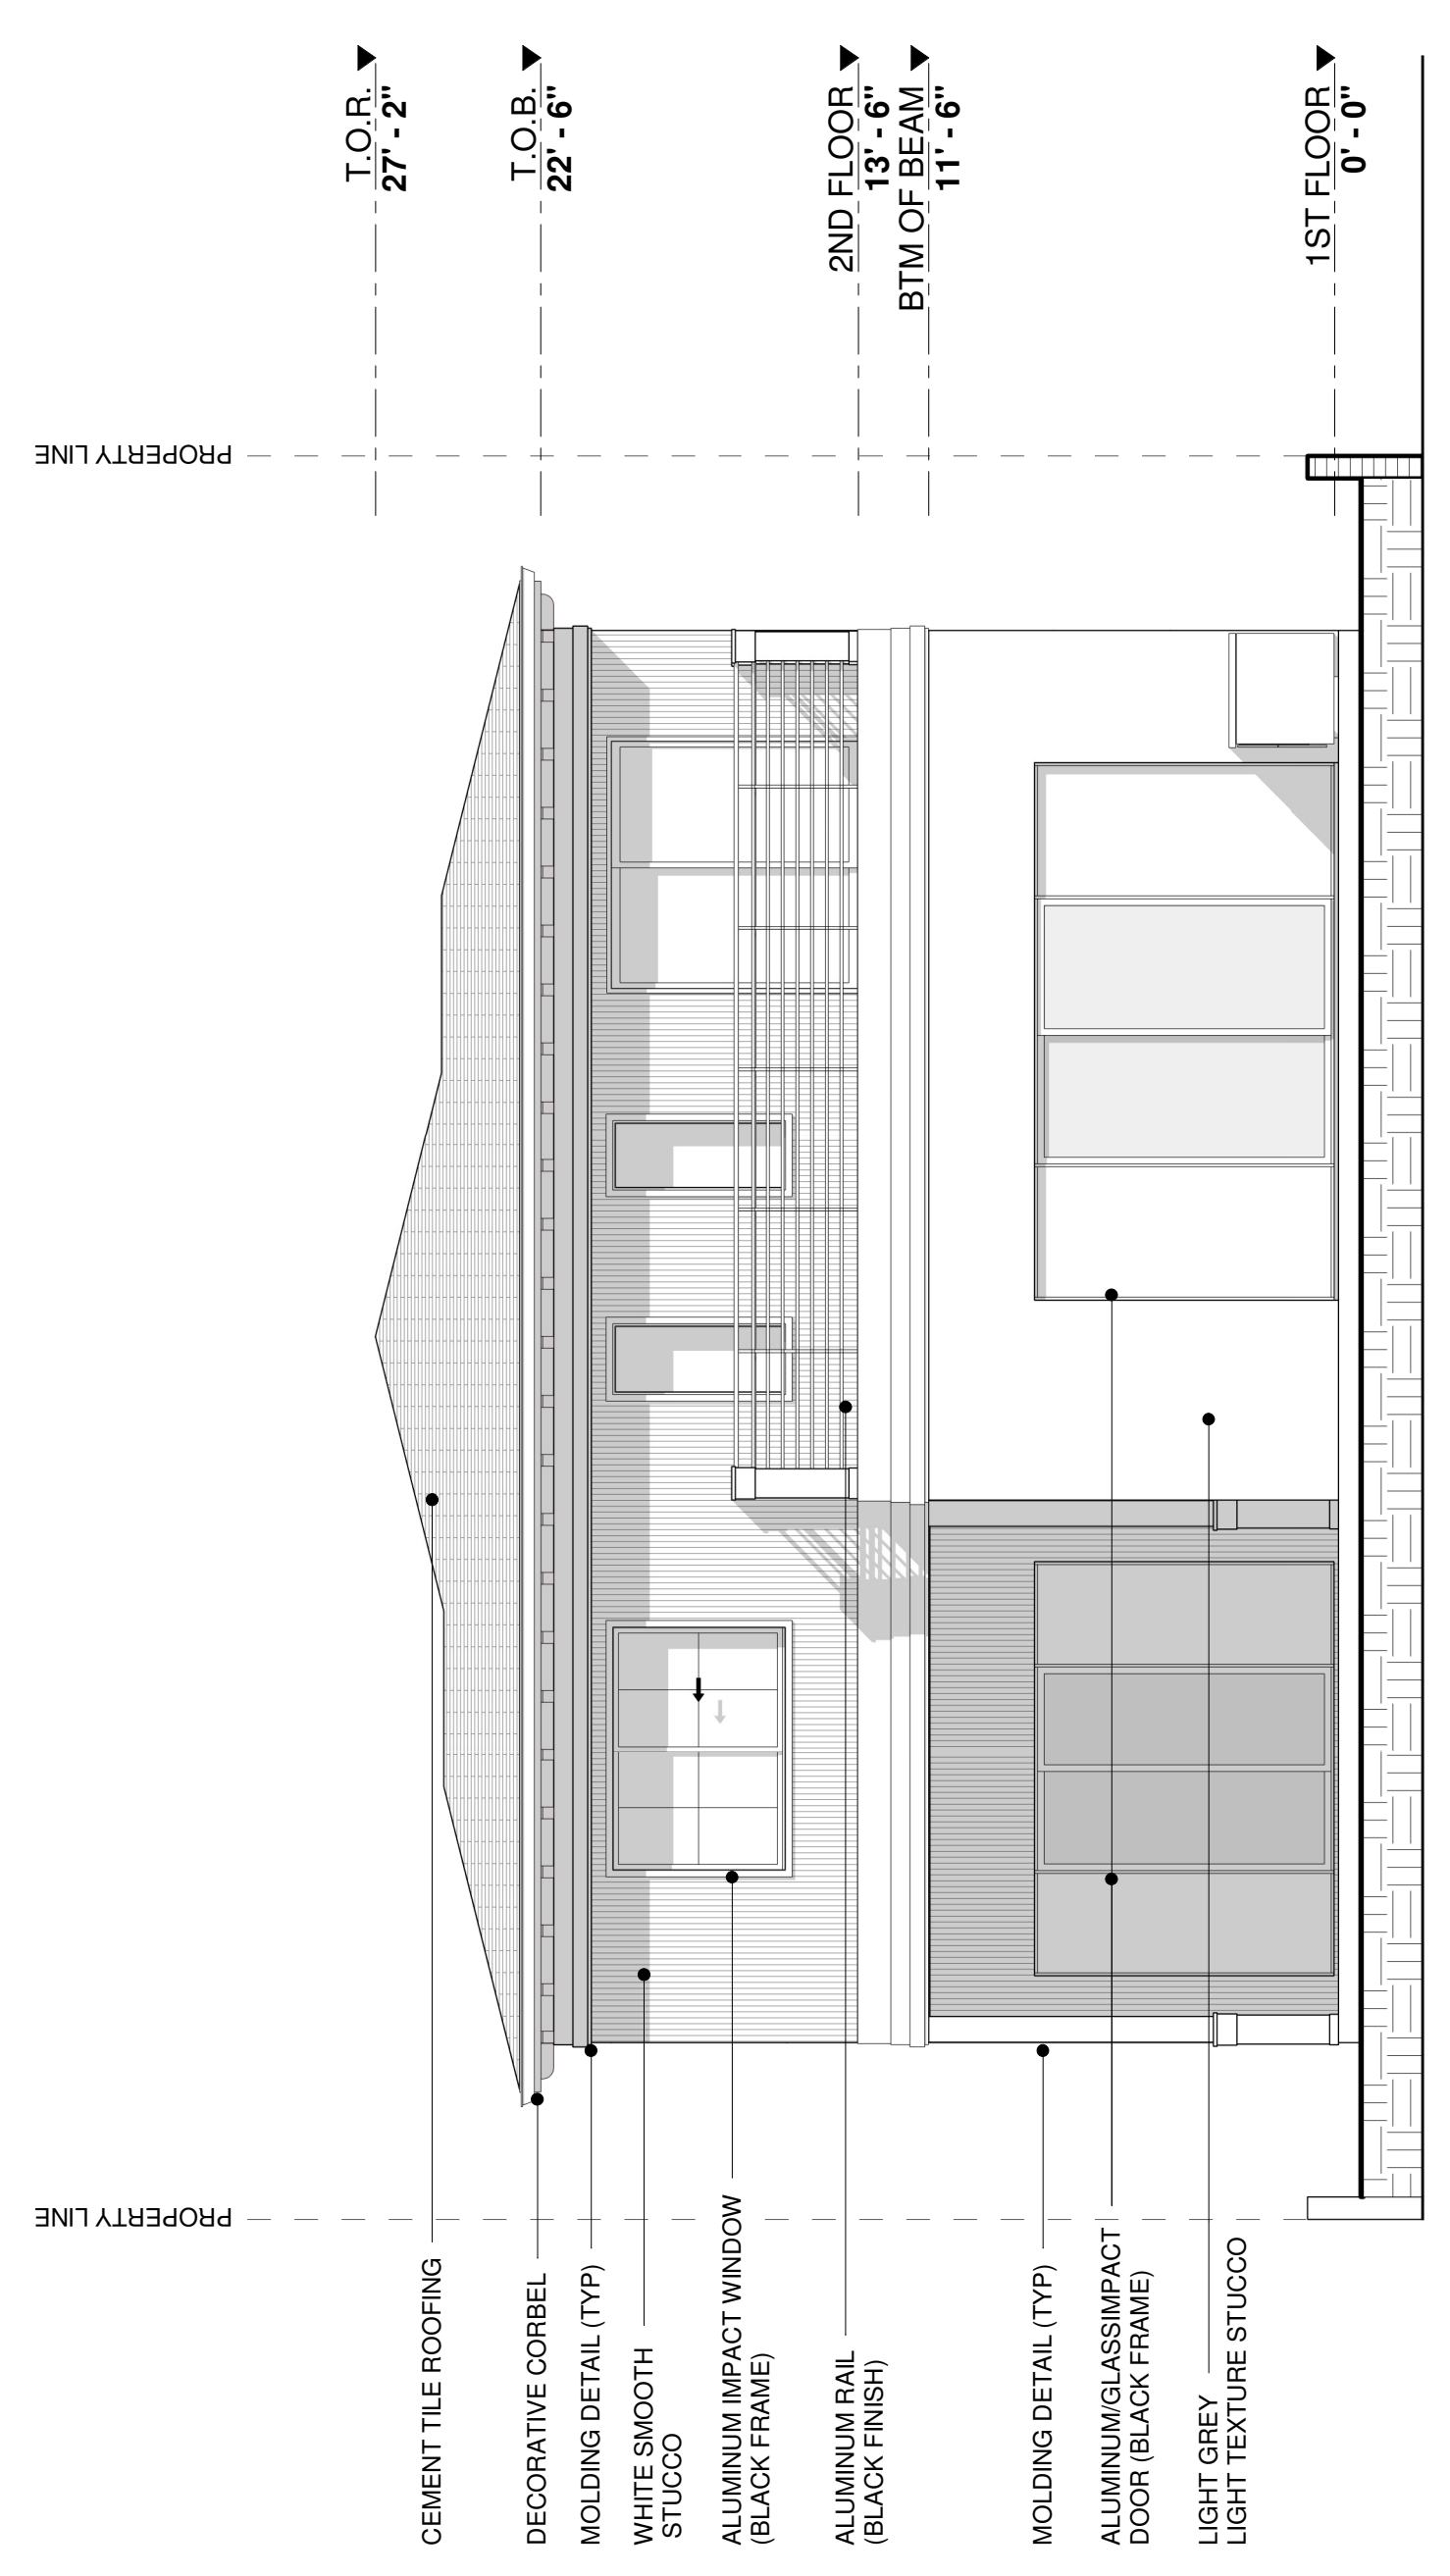 PROPERTY LINE
PROPERTY LINE
T.O.R.
27' - 2"
T.O.B.
22' - 6"
2ND FLOOR
13' - 6"
BTM OF BEAM
11' - 6"
1ST FLOOR
0' - 0"
CEMENT TILE ROOFING
DECORATIVE CORBEL
MOLDING DETAIL (TYP)
WHITE SMOOTH
STUCCO
ALUMINUM IMPACT WINDOW
(BLACK FRAME)
ALUMINUM RAIL
(BLACK FINISH)
MOLDING DETAIL (TYP)
ALUMINUM/GLASSIMPACT
DOOR (BLACK FRAME)
LIGHT GREY
LIGHT TEXTURE STUCCO